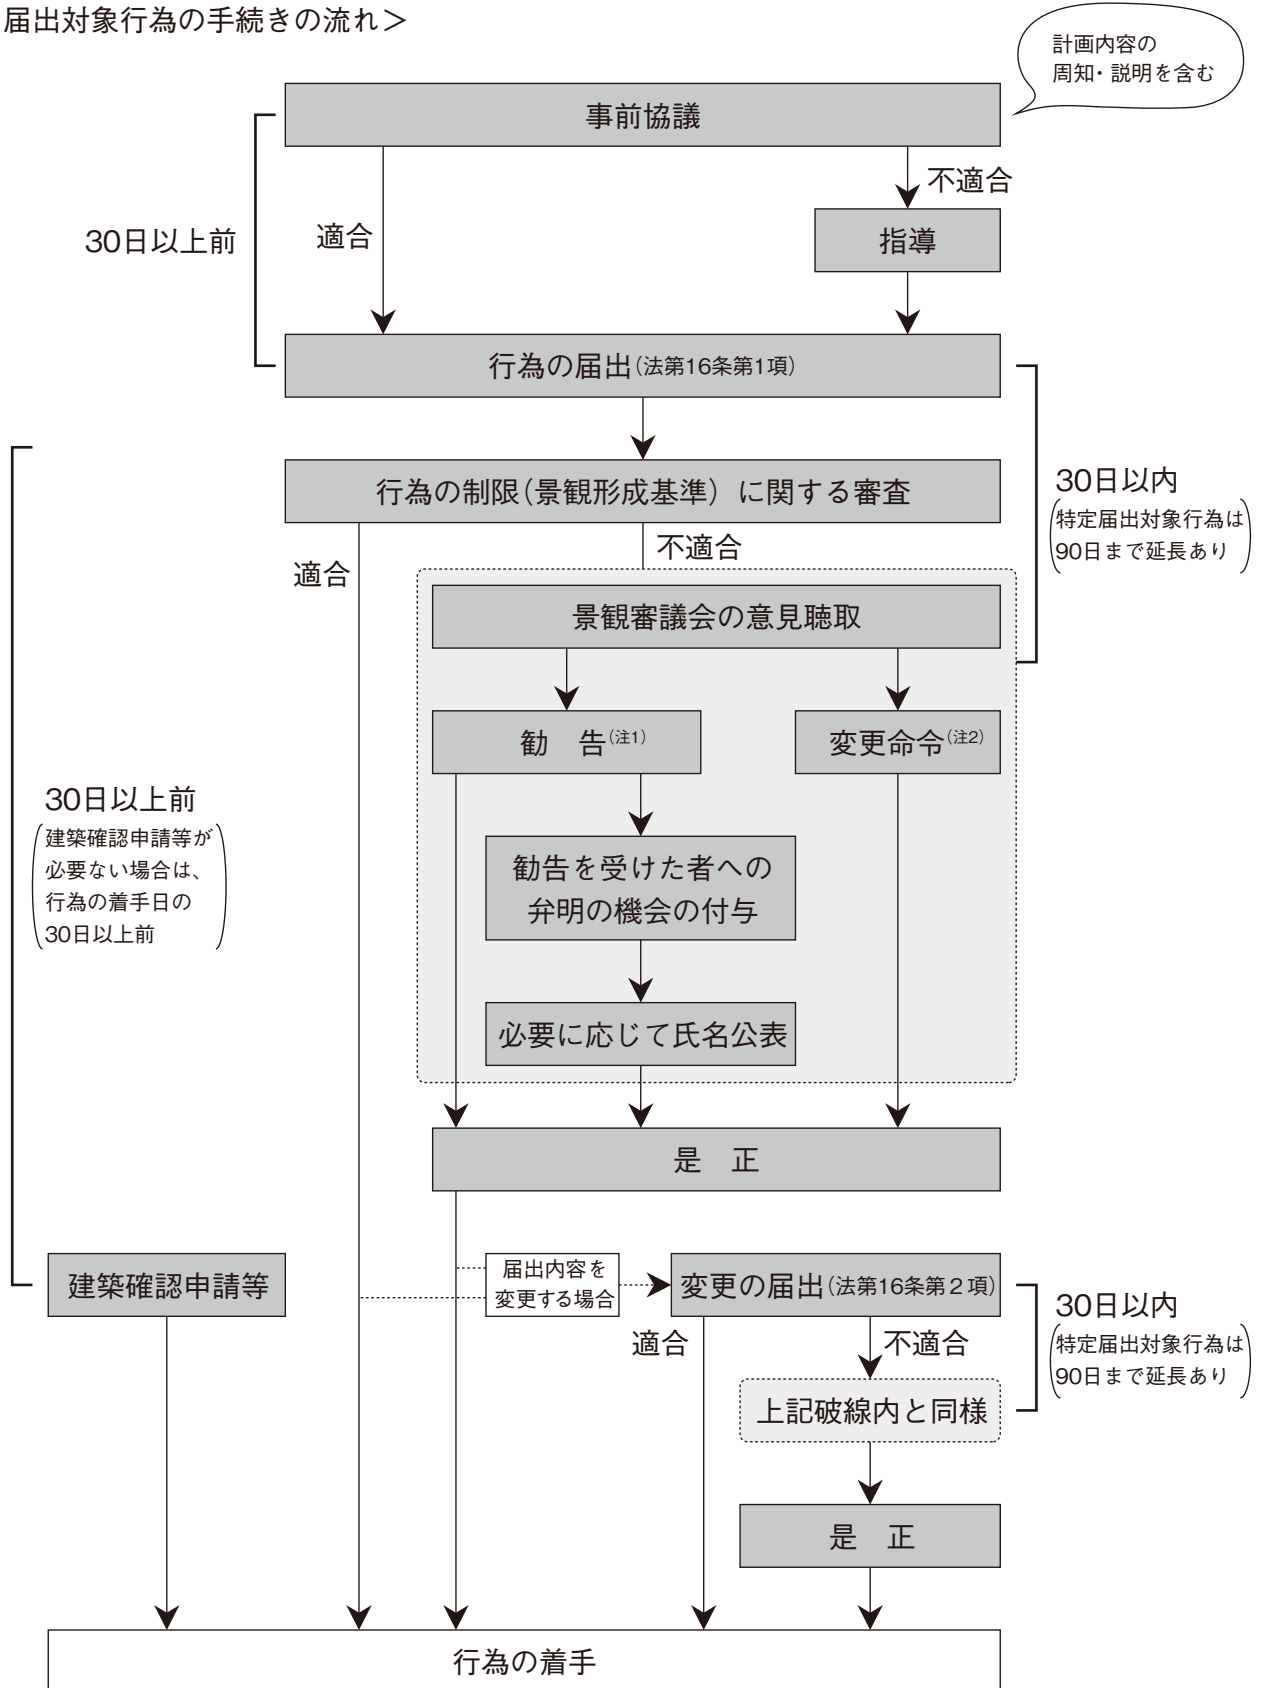 届出対象行為の手続きの流れ＞
計画内容の
周知・説明を含む
事前協議
30日以上前
適合
不適合
指導
行為の届出（法第16条第1項）
行為の制限（景観形成基準）に関する審査
30日以内
特定届出対象行為は
90日まで延長あり
適合
不適合
景観審議会の意見聴取
勧　告（注1）
変更命令（注2）
30日以上前
建築確認申請等が
必要ない場合は、
行為の着手日の
30日以上前
勧告を受けた者への
弁明の機会の付与
必要に応じて氏名公表
是　正
建築確認申請等
届出内容を
変更する場合
変更の届出（法第16条第２項）
30日以内
特定届出対象行為は
90日まで延長あり
適合
不適合
上記破線内と同様
是　正
行為の着手